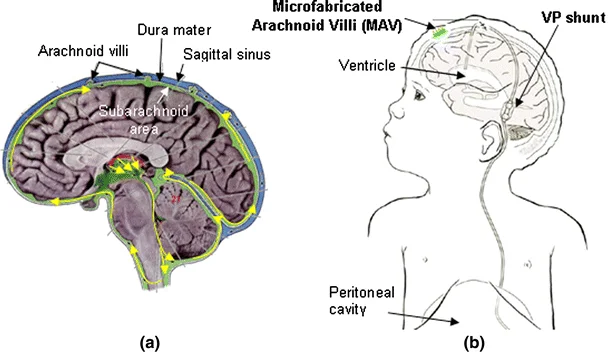 Dura mater
Arachnoid villi
Sagittal sinus
Subarachnoid
area
(a)
Microfabricated
Arachnoid Villi (MAV)
VP shunt
Ventricle
Peritoneal
cavity
(b)